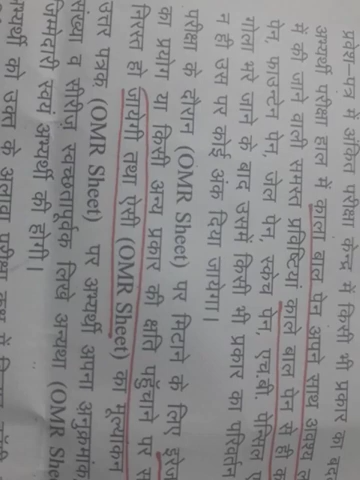 प्रवेश-पत्र में अंकित परीक्षा केन्द्र में किसी भी प्रकार का
अभ्यर्थी परीक्षा हाल में काला बाल पेन अपने साथ अवश्य
में की जाने वाली समस्त प्रविष्टियां काले बाल पेन से ही
पेन, फाउन्टेन पेन, जेल पेन, स्केच पेन, एच.बी. पेन्सिल
गोला भरे जाने के बाद उसमें किसी भी प्रकार का परिवर्तन
न ही उस पर कोई अंक दिया जायेगा।
परीक्षा के दौरान (OMR Sheet) पर मिटाने के लिए
का प्रयोग या किसी अन्य प्रकार की क्षति पहुँचाने पर
निरस्त हो जायेगी तथा ऐसी (OMR Sheet) का मूल्यांकन
उत्तर पत्रक (OMR Sheet) पर अभ्यर्थी अपना अनुक्रमांक
संख्या व सीरीज स्वच्छतापूर्वक लिखें अन्यथा (OMR
जिम्मेदारी स्वयं अभ्यर्थी की होगी।
को उक्त के अलावा परीक्षा कक्ष में